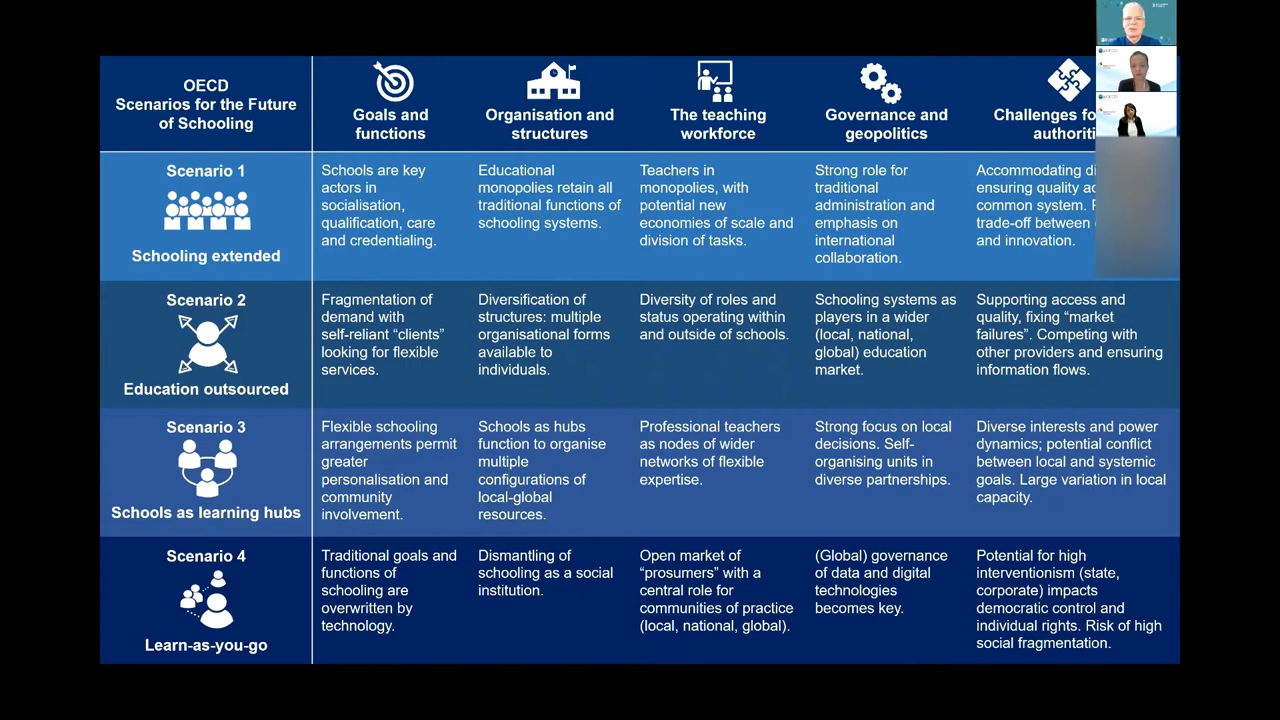 OECD
Scenarios for the Future
of Schooling
Goals and
functions
Organisation and
structures
The teaching
workforce
Governance and
geopolitics
Challenges
Scenario 1
Schooling extended
Schools are key
actors in
socialisation,
qualification, care
and credentialing.
Educational
monopolies retain all
traditional functions of
schooling systems.
Teachers in
monopolies, with
potential new
economies of scale and
division of tasks.
Strong role for
traditional
administration and
emphasis on
international
collaboration.
Accommodating
ensuring quality
common system.
trade-off between
and innovation.
Scenario 2
Education outsourced
Fragmentation of
demand with
self-reliant “clients”
looking for flexible
services.
Diversification of
structures: multiple
organisational forms
available to
individuals.
Diversity of roles and
status operating within
and outside of schools.
Schooling systems as
players in a wider
(local, national,
global) education
market.
Supporting access and
quality, fixing “market
failures”. Competing with
other providers and ensuring
information flows.
Scenario 3
Schools as learning hubs
Flexible schooling
arrangements permit
greater
personalisation and
community
involvement.
Schools as hubs
function to organise
multiple
configurations of
local-global
resources.
Professional teachers
as nodes of wider
networks of flexible
expertise.
Strong focus on local
decisions. Self-
organising units in
diverse partnerships.
Diverse interests and power
dynamics; potential conflict
between local and systemic
goals. Large variation in local
capacity.
Scenario 4
Learn-as-you-go
Traditional goals and
functions of
schooling are
overwritten by
technology.
Dismantling of
schooling as a social
institution.
Open market of
“prosumers” with a
central role for
communities of practice
(local, national, global).
(Global) governance
of data and digital
technologies
becomes key.
Potential for high
interventionism (state,
corporate) impacts
democratic control and
individual rights. Risk of high
social fragmentation.